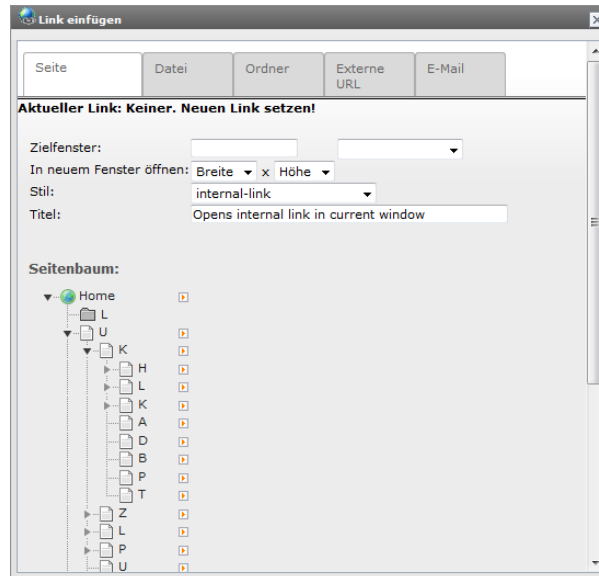 Link einfügen
Seite Datei Ordner Externe URL E-Mail
Aktueller Link: Keiner. Neuen Link setzen!
Zielfenster:
In neuem Fenster öffnen: Breite x Höhe
Stil: internal-link
Titel: Opens internal link in current window
Seitenbaum:
Home
L
U
K
H
L
K
A
D
B
P
T
Z
L
P
U